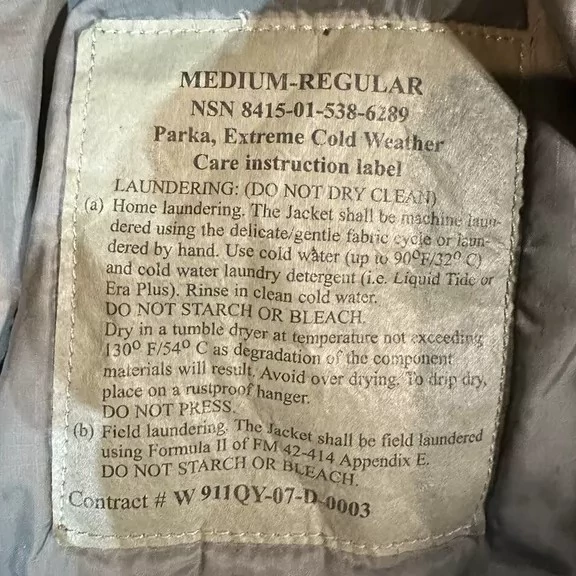 MEDIUM-REGULAR
NSN 8415-01-538-6289
Parka, Extreme Cold Weather
Care instruction label
LAUNDERING: (DO NOT DRY CLEAN)
(a) Home laundering. The Jacket shall be machine laun-
dered using the delicate/gentle fabric cycle or laun-
dered by hand. Use cold water (up to 90⁰F/32⁰ C)
and cold water laundry detergent (i.e. Liquid Tide or
Era Plus). Rinse in clean cold water.
DO NOT STARCH OR BLEACH.
Dry in a tumble dryer at temperature not exceeding
130⁰ F/54⁰ C as degradation of the component
materials will result. Avoid over drying. To drip dry,
place on a rustproof hanger.
DO NOT PRESS.
(b) Field laundering. The Jacket shall be field laundered
using Formula II of FM 42-414 Appendix E.
DO NOT STARCH OR BLEACH.
Contract # W 911QY-07-D-0003